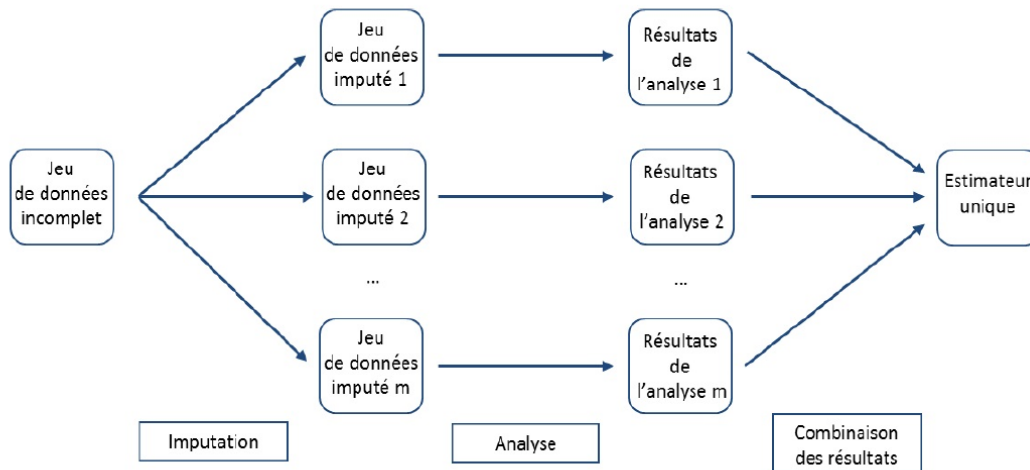 Jeu
de données
imputé 1
Résultats
de
l'analyse 1
Jeu
de données
incomplet
Jeu
de données
imputé 2
Résultats
de
l'analyse 2
Estimateur
unique
...
...
Jeu
de données
imputé m
Résultats
de
l'analyse m
Imputation
Analyse
Combinaison
des résultats